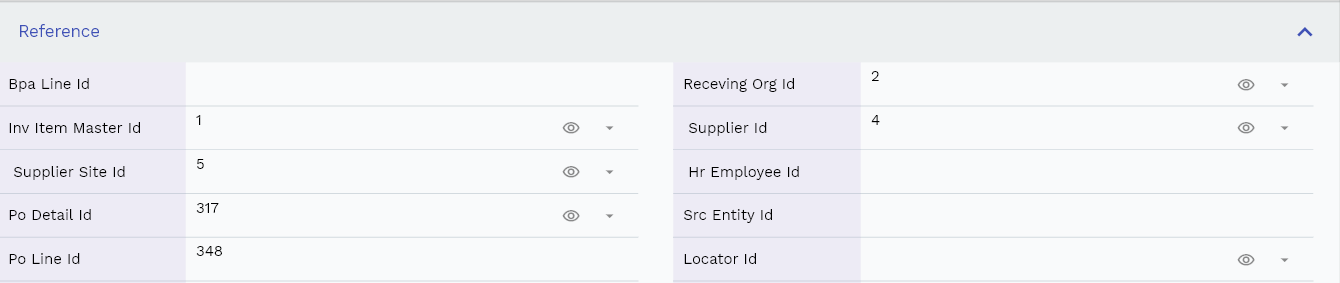 Reference
Bpa Line Id
Receving Org Id 2
Inv Item Master Id 1
Supplier Id 4
Supplier Site Id 5
Hr Employee Id
Po Detail Id 317
Src Entity Id
Po Line Id 348
Locator Id